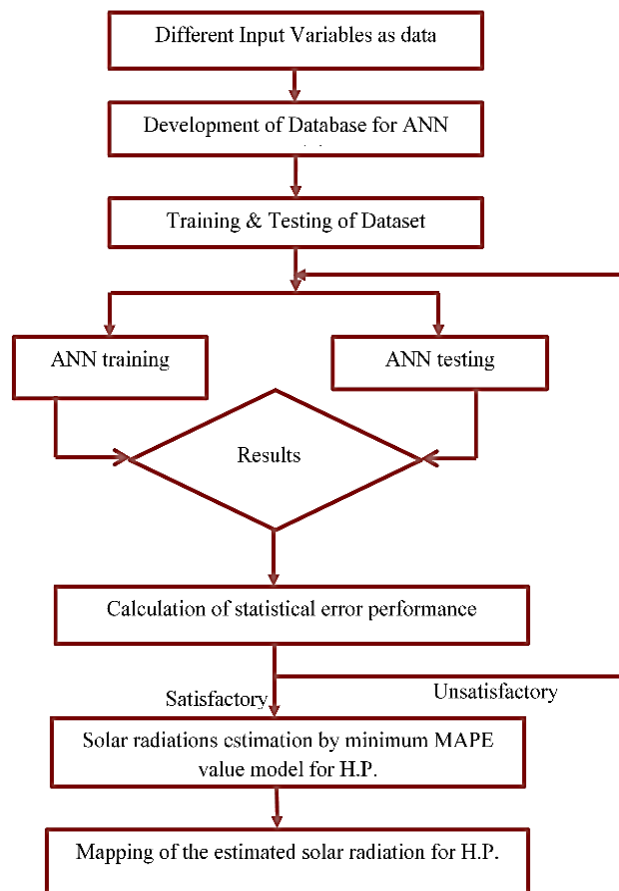 Different Input Variables as data
Development of Database for ANN
Training & Testing of Dataset
ANN training
ANN testing
Results
Calculation of statistical error performance
Satisfactory
Unsatisfactory
Solar radiations estimation by minimum MAPE
value model for H.P.
Mapping of the estimated solar radiation for H.P.